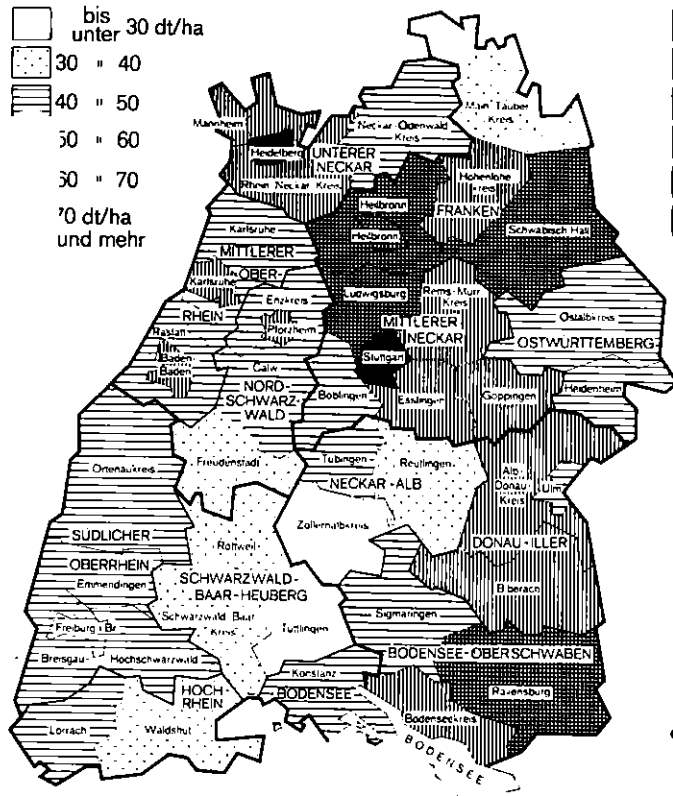 bis
unter 30 dt/ha
30 " 40
40 " 50
50 " 60
60 " 70
70 dt/ha
und mehr
Main-Tauber
Kreis
Mannheim
Neckar-Odenwald
Kreis
Heidelberg
UNTERER
NECKAR
Rhein-Neckar-Kreis
Hohenlohe
kreis
FRANKEN
Heilbronn
Heilbronn
Schwäbisch Hall
Karlsruhe
MITTLERER
OBER-
Karlsruhe
Enzkreis
RHEIN
Rastatt
Pforzheim
Baden-
Baden
Calw
NORD-
SCHWARZ-
WALD
Ludwigsburg
Rems-Murr
Kreis
MITTLERER
NECKAR
Stuttgart
Ostalbkreis
OSTWÜRTTEMBERG
Böblingen
Esslingen
Göppingen
Heidenheim
Ortenaukreis
Freudenstadt
Tübingen
Reutlingen
NECKAR-ALB
Alb-
Donau-
Kreis
Ulm
Zollernalbkreis
SÜDLICHER
OBERRHEIN
Emmendingen
Rottweil
DONAU-ILLER
SCHWARZWALD-
BAAR-HEUBERG
Biberach
Freiburg i Br
Schwarzwald-Baar
Kreis
Tuttlingen
Sigmaringen
Breisgau-
Hochschwarzwald
BODENSEE-OBERSCHWABEN
Konstanz
HOCH-
RHEIN
BODENSEE
Ravensburg
Lörrach
Waldshut
Bodenseekreis
BODENSEE